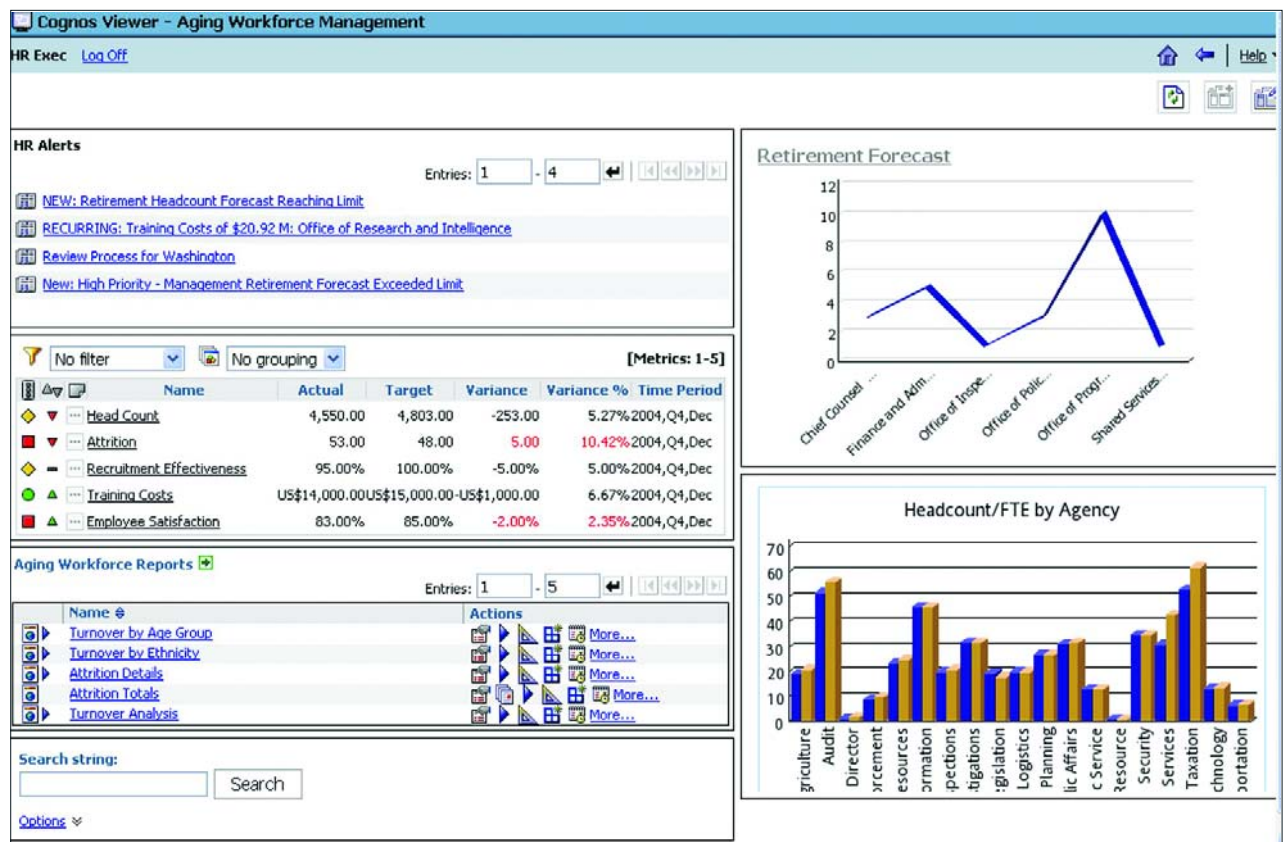 Cognos Viewer - Aging Workforce Management
HR Exec Log Off
Help
HR Alerts
Entries: 1 - 4
NEW: Retirement Headcount Forecast Reaching Limit
RECURRING: Training Costs of $20.92 M: Office of Research and Intelligence
Review Process for Washington
New: High Priority - Management Retirement Forecast Exceeded Limit
No filter No grouping [Metrics: 1-5]
Name Actual Target Variance Variance % Time Period
Head Count 4,550.00 4,803.00 -253.00 5.27% 2004,Q4,Dec
Attrition 53.00 48.00 5.00 10.42% 2004,Q4,Dec
Recruitment Effectiveness 95.00% 100.00% -5.00% 5.00% 2004,Q4,Dec
Training Costs US$14,000.00 US$15,000.00 -US$1,000.00 6.67% 2004,Q4,Dec
Employee Satisfaction 83.00% 85.00% -2.00% 2.35% 2004,Q4,Dec
Aging Workforce Reports
Entries: 1 - 5
Name Actions
Turnover by Age Group More...
Turnover by Ethnicity More...
Attrition Details More...
Attrition Totals More...
Turnover Analysis More...
Search string:
Search
Options
Retirement Forecast
12
10
8
6
4
2
0
Chief Counsel ...
Finance and Adm...
Office of Inspe...
Office of Polic...
Office of Progr...
Shared Services...
Headcount/FTE by Agency
70
60
50
40
30
20
10
0
griculture
Audit
Director
orcement
esources
ormation
pections
tigations
egislation
Logistics
Planning
lic Affairs
c Service
Resource
Security
Services
Taxation
chnology
portation